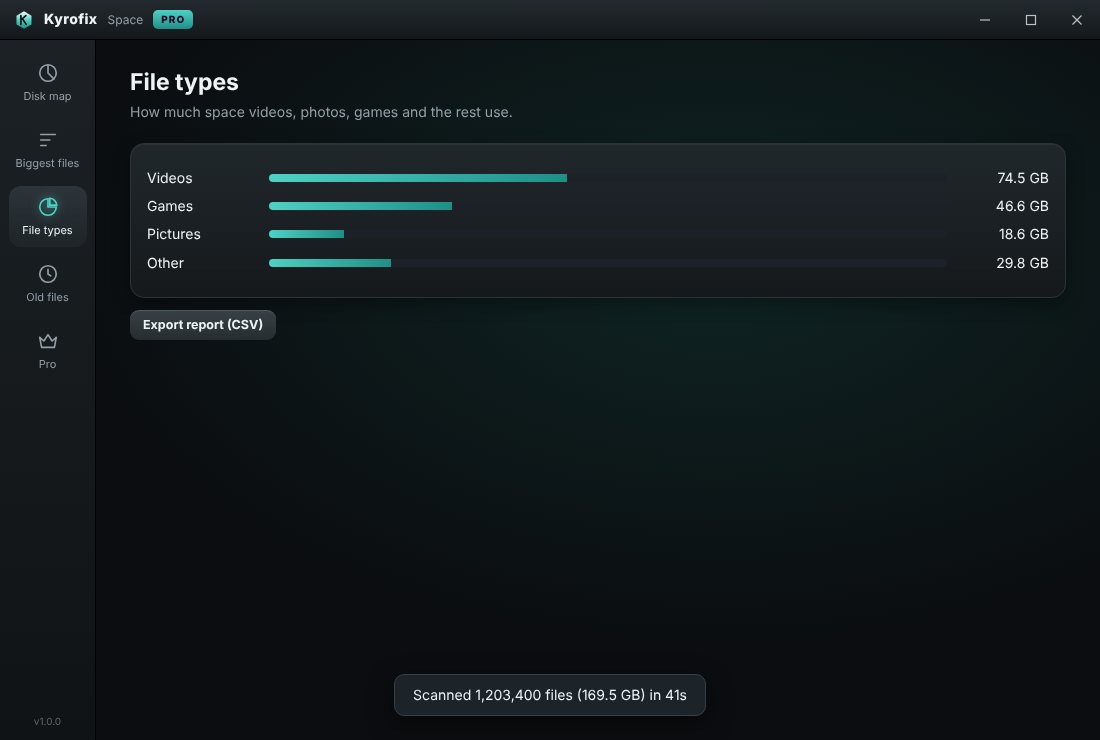 Kyrofix Space PRO
Disk map
Biggest files
File types
Old files
Pro
v1.0.0
File types
How much space videos, photos, games and the rest use.
Videos 74.5 GB
Games 46.6 GB
Pictures 18.6 GB
Other 29.8 GB
Export report (CSV)
Scanned 1,203,400 files (169.5 GB) in 41s